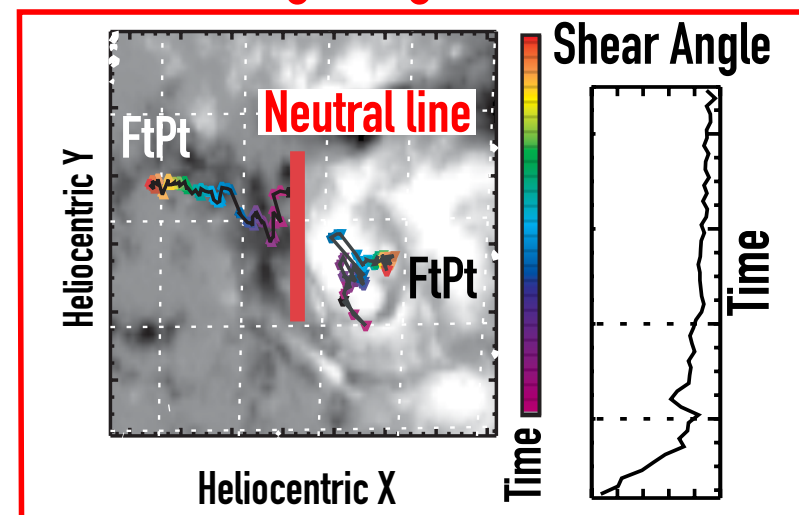 Shear Angle
Neutral line
FtPt
FtPt
Heliocentric Y
Heliocentric X
Time
Time